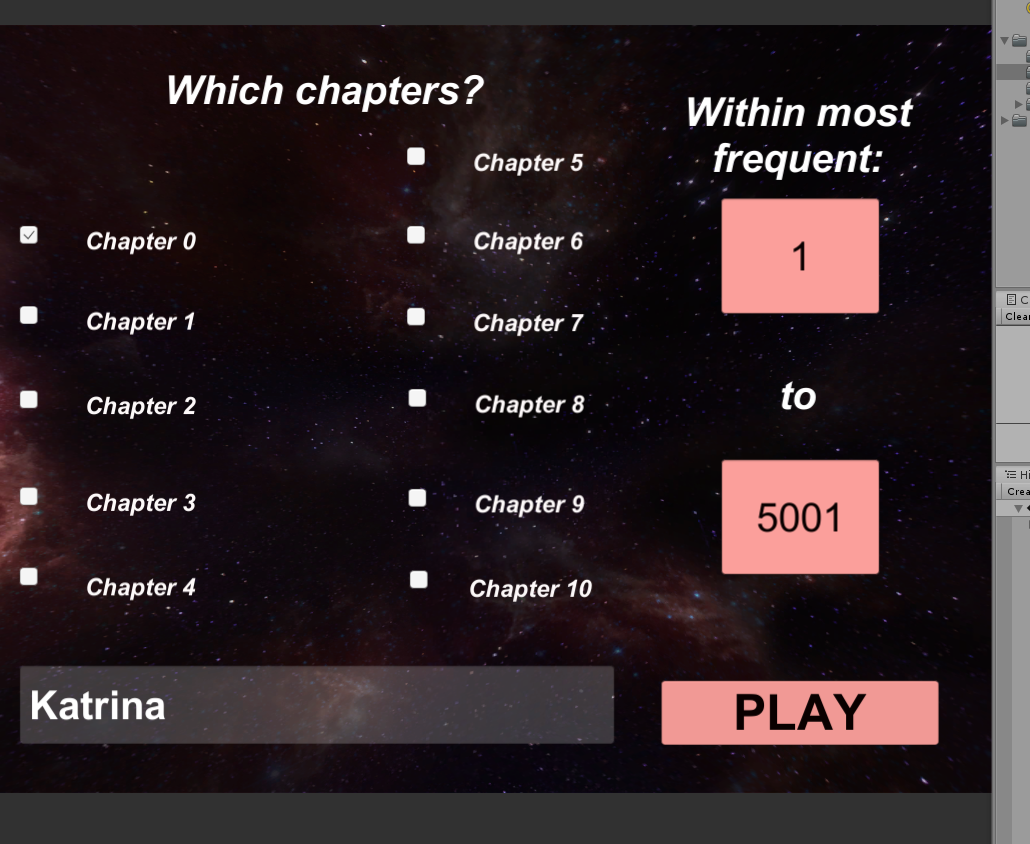 Which chapters?
Chapter 0
Chapter 1
Chapter 2
Chapter 3
Chapter 4
Chapter 5
Chapter 6
Chapter 7
Chapter 8
Chapter 9
Chapter 10
Within most
frequent:
1
to
5001
Katrina
PLAY